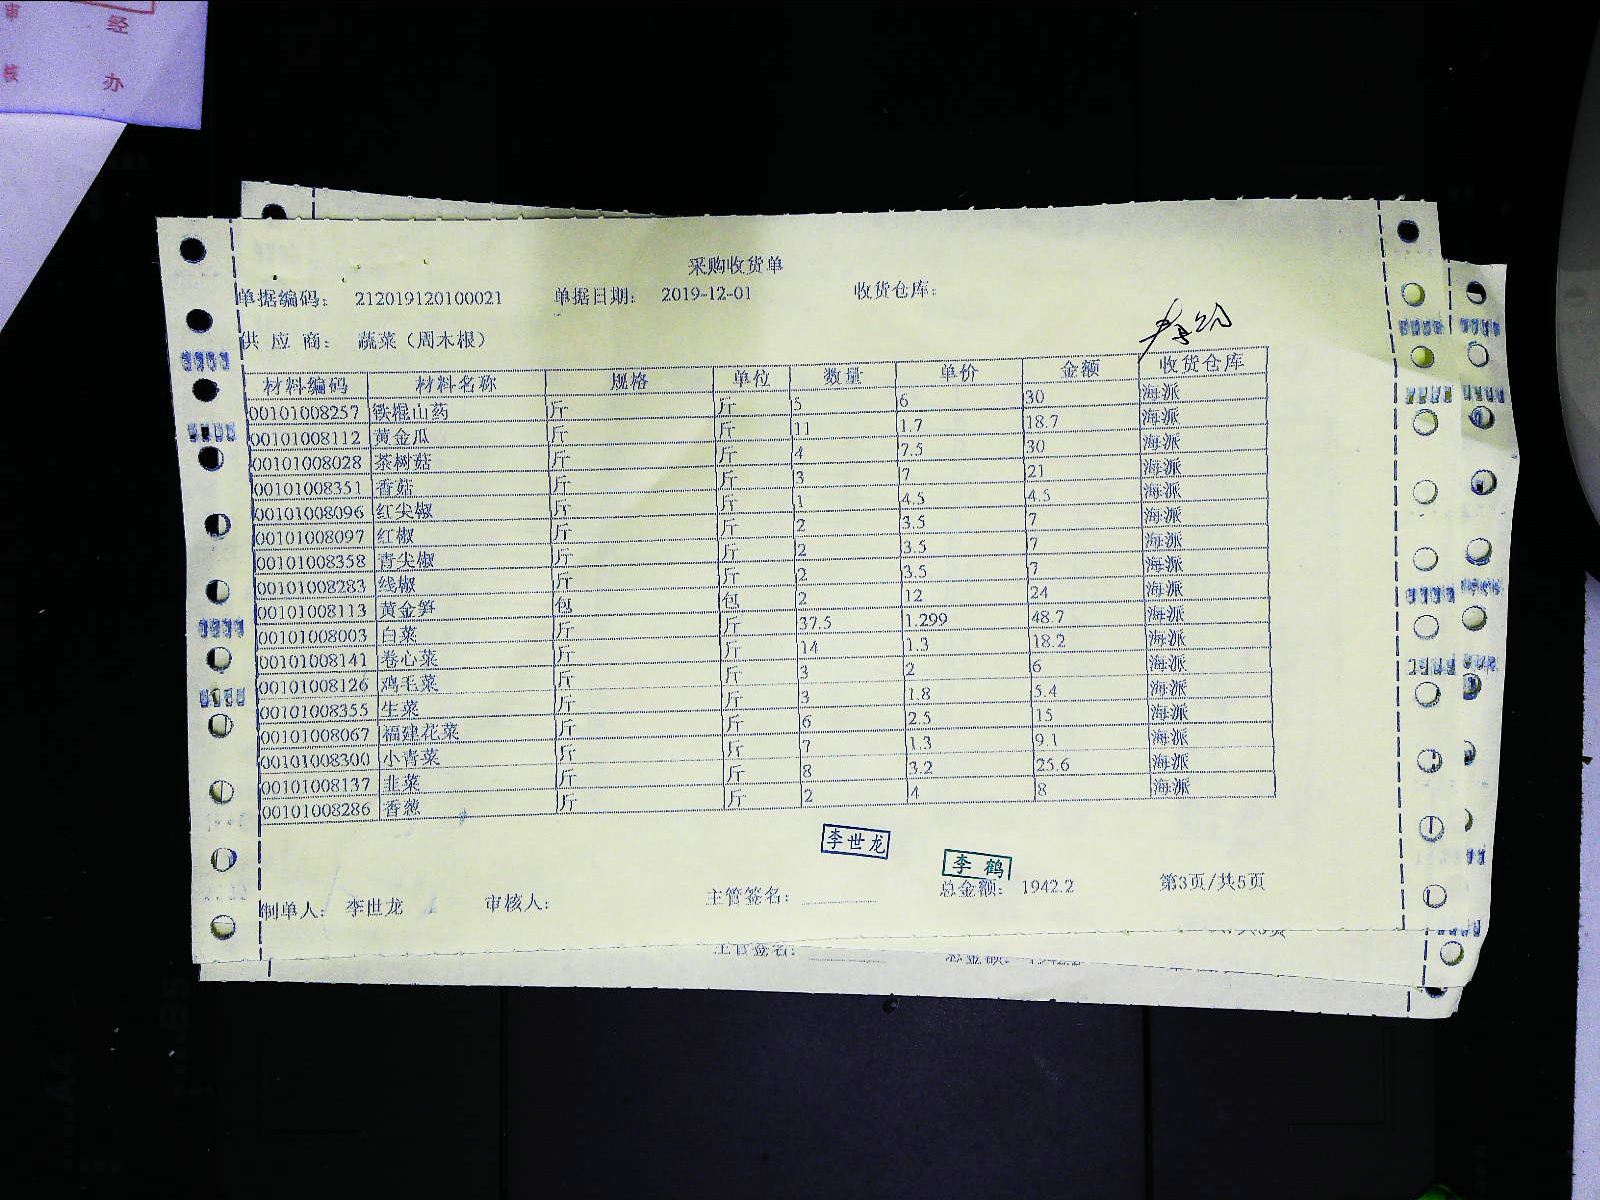 经
办
采购收货单
单据编码： 212019120100021 单据日期： 2019-12-01 收货仓库：
供 应 商： 蔬菜（周木根）
材料编码 材料名称 规格 单位 数量 单价 金额 收货仓库
00101008257 铁棍山药 斤 斤 5 6 30 海派
00101008112 黄金瓜 斤 斤 11 1.7 18.7 海派
00101008028 茶树菇 斤 斤 4 7.5 30 海派
00101008351 香菇 斤 斤 3 7 21 海派
00101008096 红尖椒 斤 斤 1 4.5 4.5 海派
00101008097 红椒 斤 斤 2 3.5 7 海派
00101008358 青尖椒 斤 斤 2 3.5 7 海派
00101008283 线椒 斤 斤 2 3.5 7 海派
00101008113 黄金笋 包 包 2 12 24 海派
00101008003 白菜 斤 斤 37.5 1.299 48.7 海派
00101008141 卷心菜 斤 斤 14 1.3 18.2 海派
00101008126 鸡毛菜 斤 斤 3 2 6 海派
00101008355 生菜 斤 斤 3 1.8 5.4 海派
00101008067 福建花菜 斤 斤 6 2.5 15 海派
00101008300 小青菜 斤 斤 7 1.3 9.1 海派
00101008137 韭菜 斤 斤 8 3.2 25.6 海派
00101008286 香葱 斤 斤 2 4 8 海派
李世龙
李鹤
制单人： 李世龙 审核人： 主管签名： 总金额： 1942.2 第3页/共5页
主管签名： 总金额： 1942.2